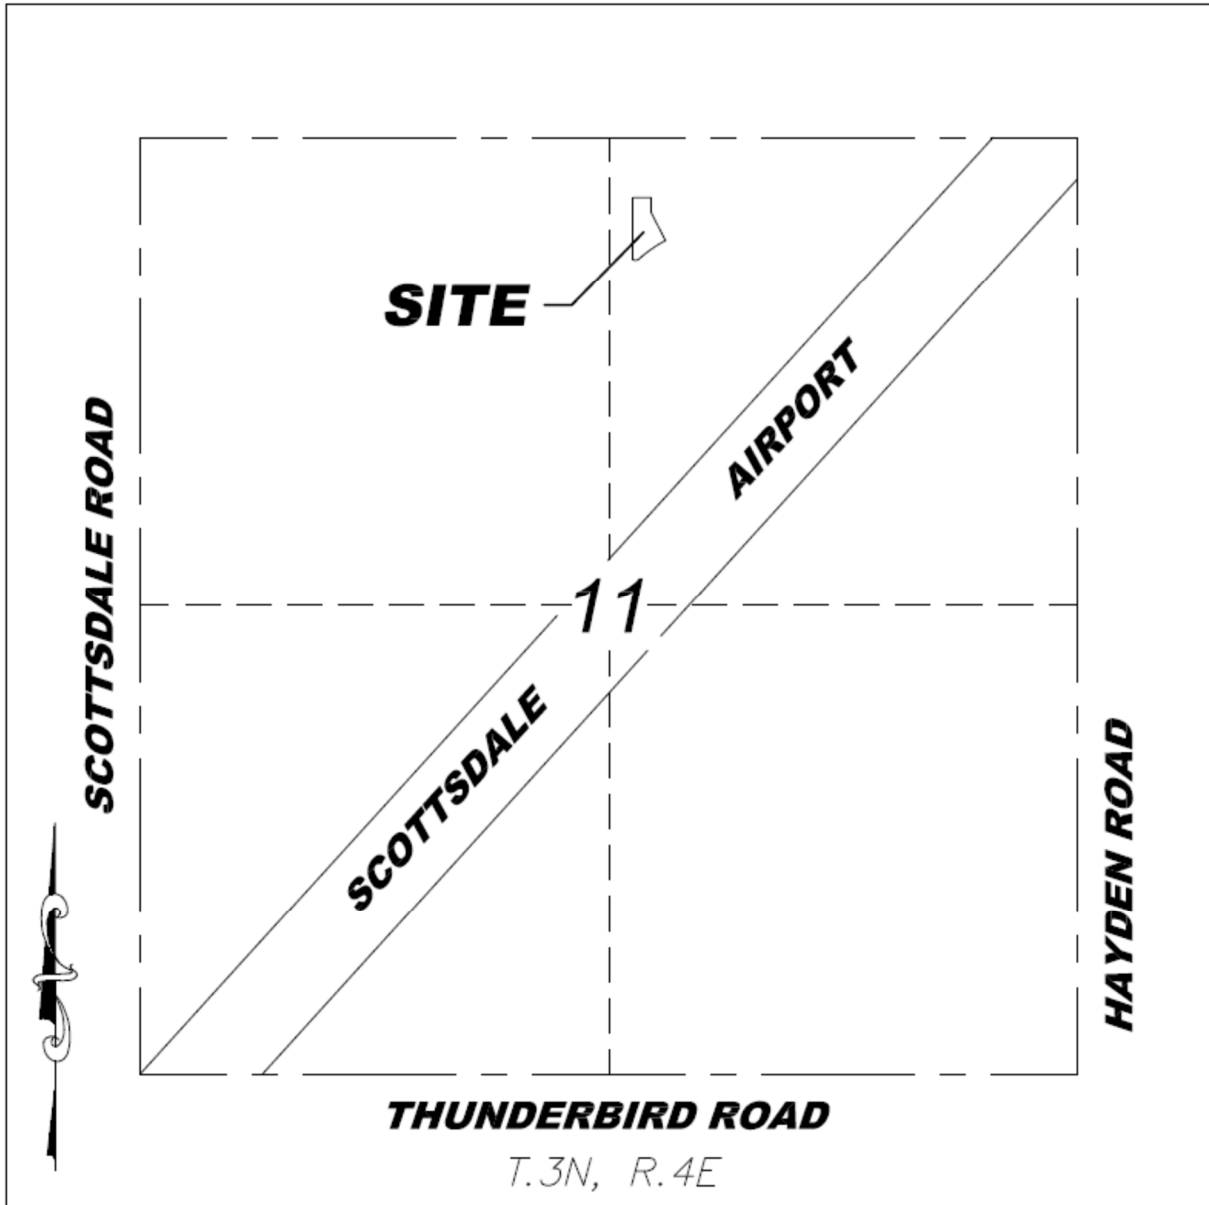 SITE
AIRPORT
SCOTTSDALE ROAD
11
SCOTTSDALE
HAYDEN ROAD
THUNDERBIRD ROAD
T.3N, R.4E